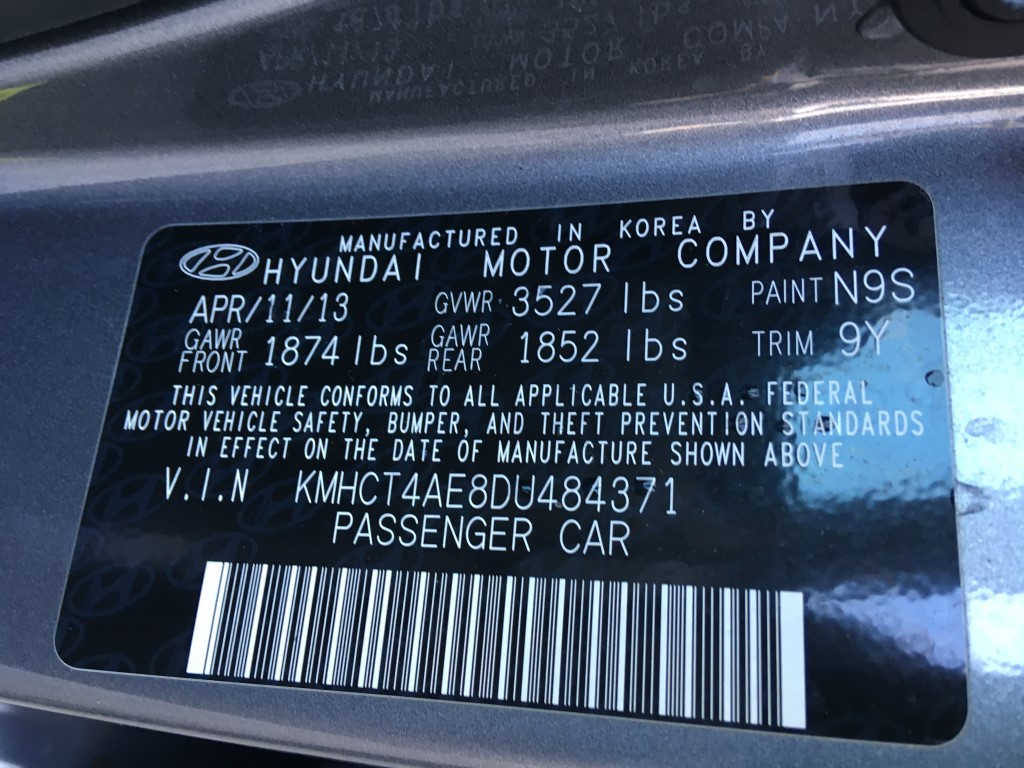 MANUFACTURED IN KOREA BY
HYUNDAI MOTOR COMPANY
APR/11/13 GVWR 3527 lbs PAINT N9S
GAWR FRONT 1874 lbs GAWR REAR 1852 lbs TRIM 9Y
THIS VEHICLE CONFORMS TO ALL APPLICABLE U.S.A. FEDERAL
MOTOR VEHICLE SAFETY, BUMPER, AND THEFT PREVENTION STANDARDS
IN EFFECT ON THE DATE OF MANUFACTURE SHOWN ABOVE
V.I.N KMHCT4AE8DU484371
PASSENGER CAR